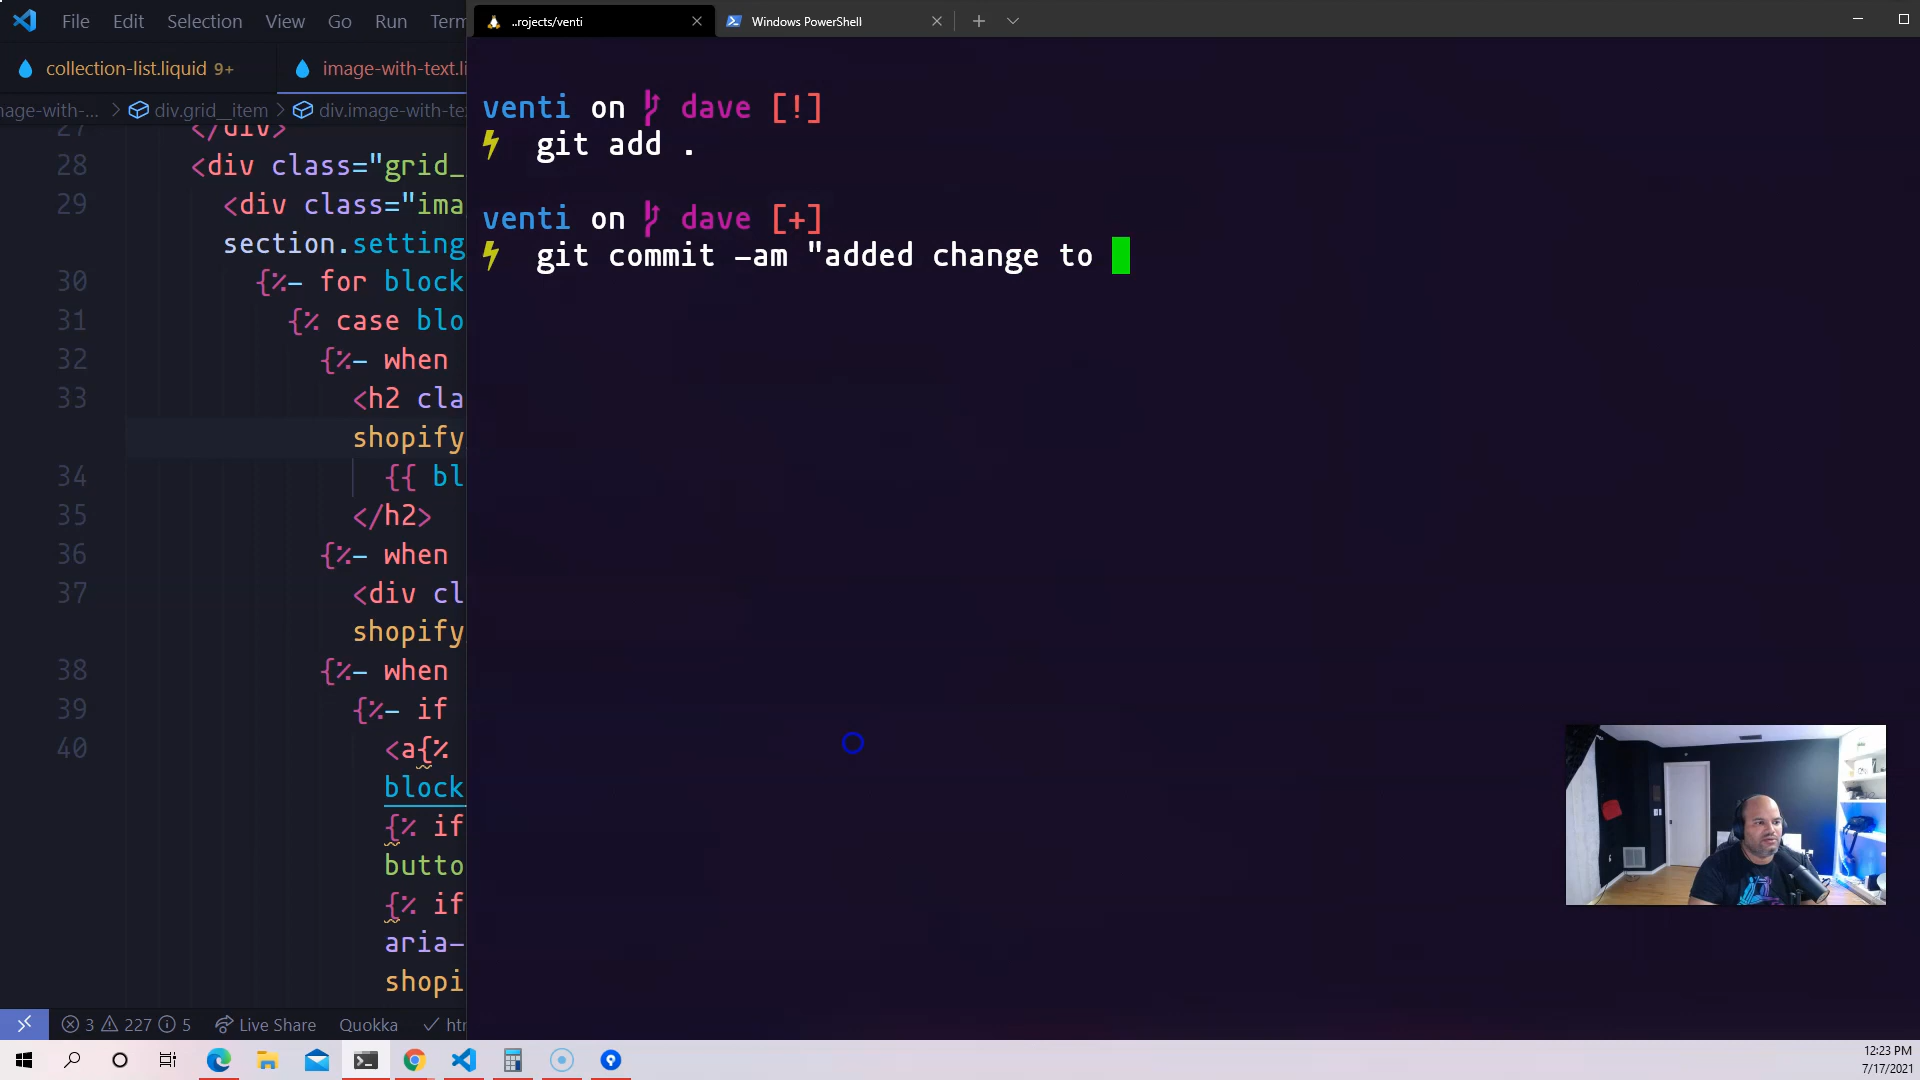 File Edit Selection View Go Run Term
..rojects/venti
Windows PowerShell
collection-list.liquid 9+
image-with-text.li
nage-with-... > div.grid__item > div.image-with-te
venti on dave [!]
git add .
venti on dave [+]
git commit -am "added change to
27 </div>
28 <div class="grid_
29 <div class="ima
section.setting
30 {%- for block
31 {% case blo
32 {%- when
33 <h2 cla
shopify
34 {{ bl
35 </h2>
36 {%- when
37 <div cl
shopify
38 {%- when
39 {%- if
40 <a{%
block
{% if
butto
{% if
aria-
shopi
3 227 5 Live Share Quokka htm
12:23 PM
7/17/2021